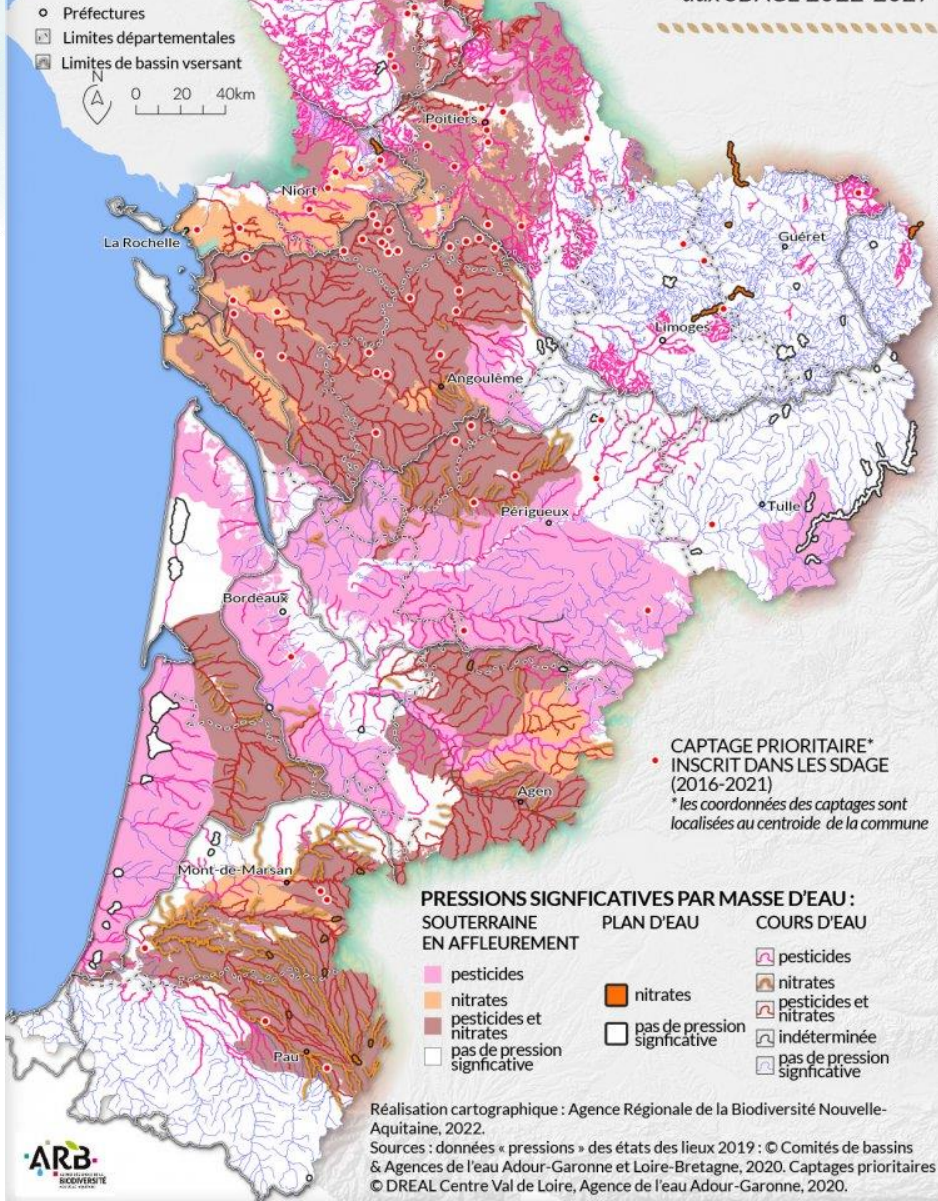 aux SDAGE 2022-2027
Préfectures
Limites départementales
Limites de bassin vsersant
N
0 20 40km
Poitiers
Niort
La Rochelle
Guéret
Limoges
Angoulême
Périgueux
Tulle
Bordeaux
Agen
Mont-de-Marsan
Pau
CAPTAGE PRIORITAIRE*
INSCRIT DANS LES SDAGE
(2016-2021)
* les coordonnées des captages sont
localisées au centroide de la commune
PRESSIONS SIGNFICATIVES PAR MASSE D'EAU :
SOUTERRAINE
EN AFFLEUREMENT
pesticides
nitrates
pesticides et
nitrates
pas de pression
signficative
PLAN D'EAU
nitrates
pas de pression
signficative
COURS D'EAU
pesticides
nitrates
pesticides et
nitrates
indéterminée
pas de pression
signficative
Réalisation cartographique : Agence Régionale de la Biodiversité Nouvelle-
Aquitaine, 2022.
Sources : données « pressions » des états des lieux 2019 : © Comités de bassins
& Agences de l'eau Adour-Garonne et Loire-Bretagne, 2020. Captages prioritaires
© DREAL Centre Val de Loire, Agence de l'eau Adour-Garonne, 2020.
ARB
BIODIVERSITÉ